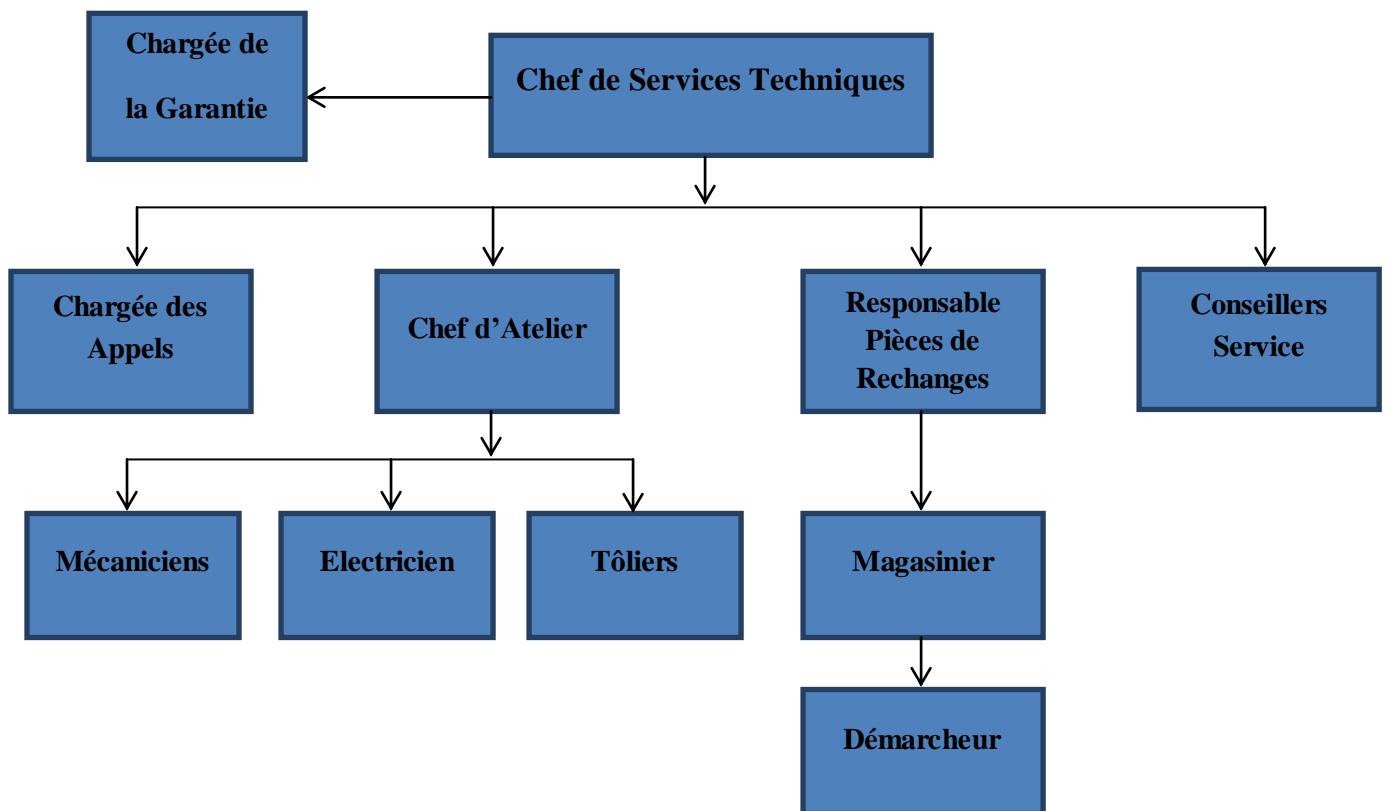 Chargée de
la Garantie
Chef de Services Techniques
Chargée des
Appels
Chef d’Atelier
Responsable
Pièces de
Rechanges
Conseillers
Service
Mécaniciens
Electricien
Tôliers
Magasinier
Démarcheur